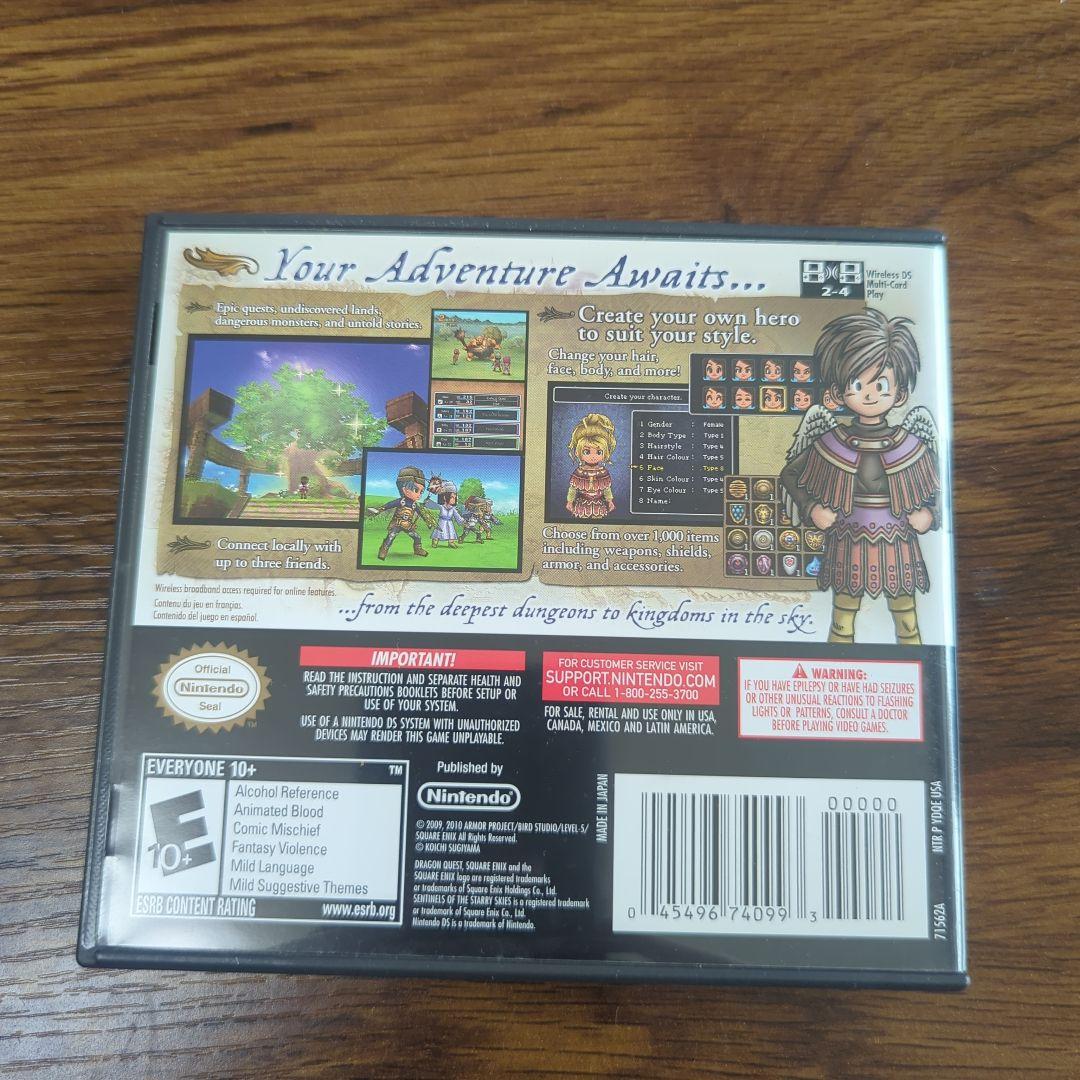 Your Adventure Awaits...
2-4
Wireless DS
Multi-Card
Play
Epic quests, undiscovered lands,
dangerous monsters, and untold stories.
Connect locally with
up to three friends.
Create your own hero
to suit your style.
Change your hair,
face, body, and more!
Create your character.
1 Gender : Female
2 Body Type : Type 1
3 Hairstyle : Type
4 Hair Colour : Type 5
5 Face : Type
6 Skin Colour : Type 4
7 Eye Colour : Type 5
8 Name:
Choose from over 1,000 items
including weapons, shields,
armor, and accessories.
Wireless broadband access required for online features.
Contenu du jeu en français.
Contenido del juego en español.
...from the deepest dungeons to kingdoms in the sky.
Official
Nintendo
Seal
TM
IMPORTANT!
READ THE INSTRUCTION AND SEPARATE HEALTH AND
SAFETY PRECAUTIONS BOOKLETS BEFORE SETUP OR
USE OF YOUR SYSTEM.
USE OF A NINTENDO DS SYSTEM WITH UNAUTHORIZED
DEVICES MAY RENDER THIS GAME UNPLAYABLE.
FOR CUSTOMER SERVICE VISIT
SUPPORT.NINTENDO.COM
OR CALL 1-800-255-3700
FOR SALE, RENTAL AND USE ONLY IN USA,
CANADA, MEXICO AND LATIN AMERICA.
WARNING:
IF YOU HAVE EPILEPSY OR HAVE HAD SEIZURES
OR OTHER UNUSUAL REACTIONS TO FLASHING
LIGHTS OR PATTERNS, CONSULT A DOCTOR
BEFORE PLAYING VIDEO GAMES.
EVERYONE 10+
TM
E
10+
Alcohol Reference
Animated Blood
Comic Mischief
Fantasy Violence
Mild Language
Mild Suggestive Themes
ESRB CONTENT RATING www.esrb.org
Published by
Nintendo
© 2009, 2010 ARMOR PROJECT/BIRD STUDIO/LEVEL-5/
SQUARE ENIX All Rights Reserved.
© KOICHI SUGIYAMA
DRAGON QUEST, SQUARE ENIX and the
SQUARE ENIX logo are registered trademarks
or trademarks of Square Enix Holdings Co., Ltd.
SENTINELS OF THE STARRY SKIES is a registered trademark
or trademark of Square Enix Co., Ltd.
Nintendo DS is a trademark of Nintendo.
MADE IN JAPAN
00000
0 45496 74099 3
NTR P YDQE USA
71562A